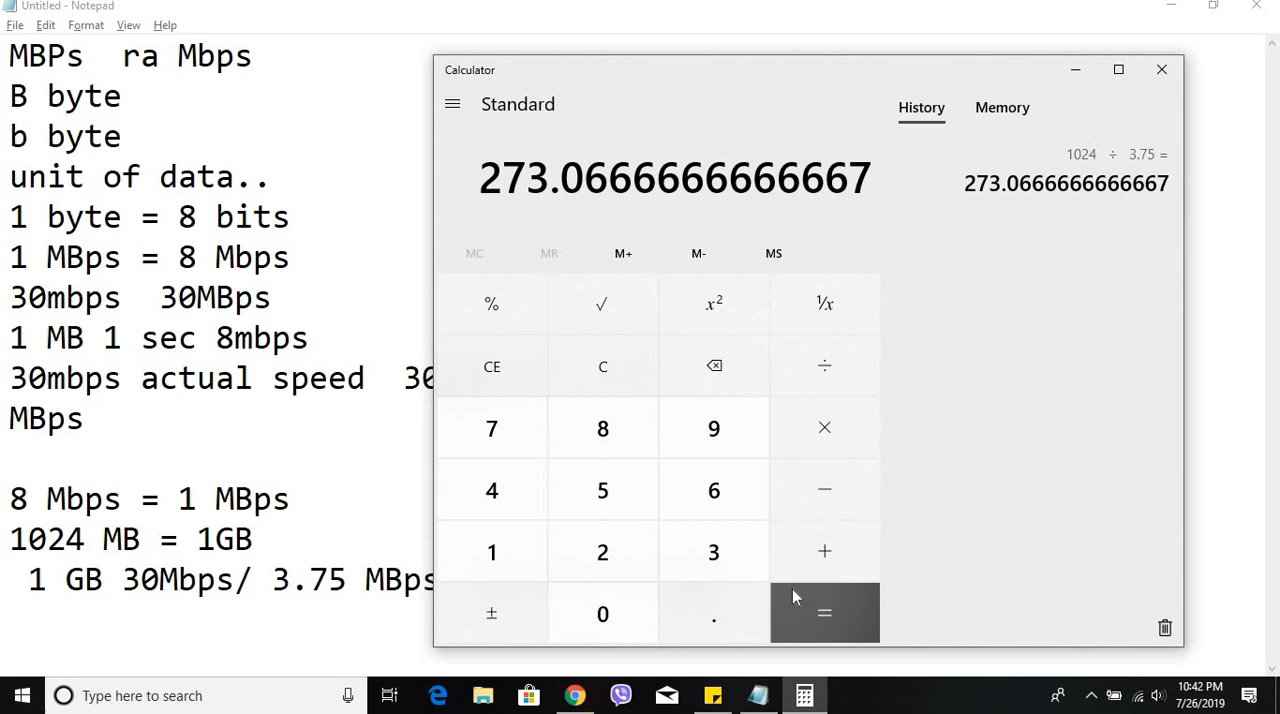 Untitled - Notepad
File Edit Format View Help
MBPs ra Mbps
B byte
b byte
unit of data..
1 byte = 8 bits
1 MBps = 8 Mbps
30mbps 30MBps
1 MB 1 sec 8mbps
30mbps actual speed 30
MBps
8 Mbps = 1 MBps
1024 MB = 1GB
1 GB 30Mbps/ 3.75 MBps
Calculator
Standard
History Memory
1024 ÷ 3.75 =
273.0666666666667
273.0666666666667
MC MR M+ M- MS
% √ x² ¹/x
CE C ⌫ ÷
7 8 9 ×
4 5 6 −
1 2 3 +
± 0 . =
Type here to search
10:42 PM
7/26/2019